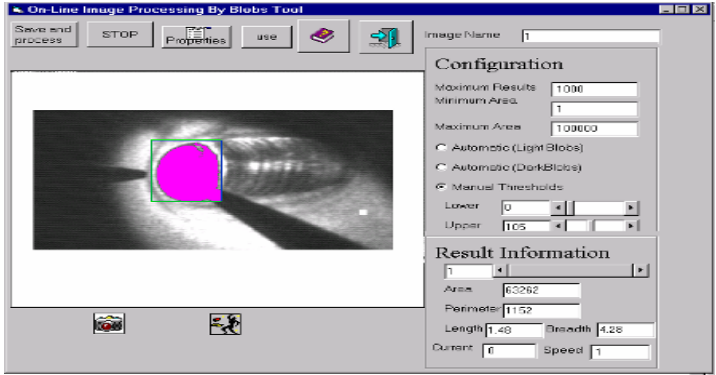 On-Line Image Processing By Blobs Tool
Save and process
STOP
Properties
use
Image Name 1
Configuration
Maximum Results 1000
Minimum Area 1
Maximum Area 100000
Automatic (Light Blobs)
Automatic (DarkBlobs)
Manual Thresholds
Lower 0
Upper 105
Result Information
1
Area 63262
Perimeter 1152
Length 1.48 Breadth 4.28
Current 6 Speed 1